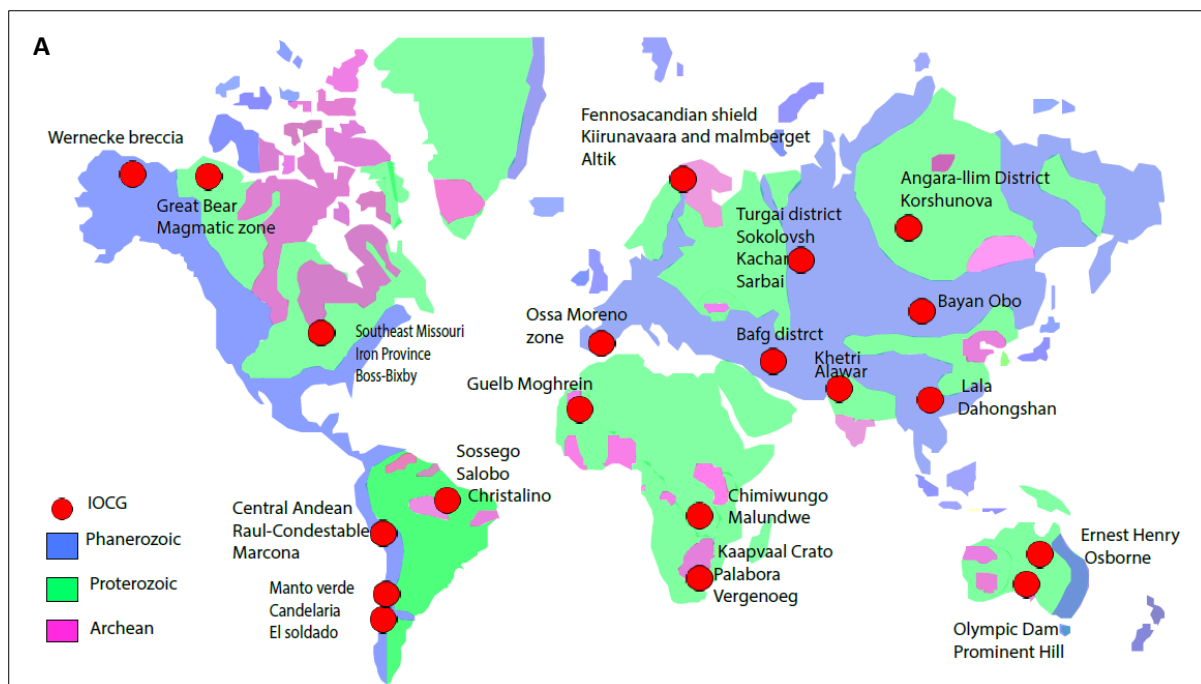 A
Wernecke breccia
Great Bear
Magmatic zone
Southeast Missouri
Iron Province
Boss-Bixby
Fennosacandian shield
Kiirunavaara and malmberget
Altik
Angara-Ilim District
Korshunova
Turgai district
Sokolovsh
Kachar
Sarbai
Bayan Obo
Ossa Moreno
zone
Bafg distrct
Khetri
Alawar
Lala
Dahongshan
Guelb Moghrein
Sossego
Salobo
Christalino
Central Andean
Raul-Condestable
Marcona
Manto verde
Candelaria
El soldado
Chimiwungo
Malundwe
Kaapvaal Crato
Palabora
Vergenoeg
Ernest Henry
Osborne
Olympic Dam
Prominent Hill
IOCG
Phanerozoic
Proterozoic
Archean